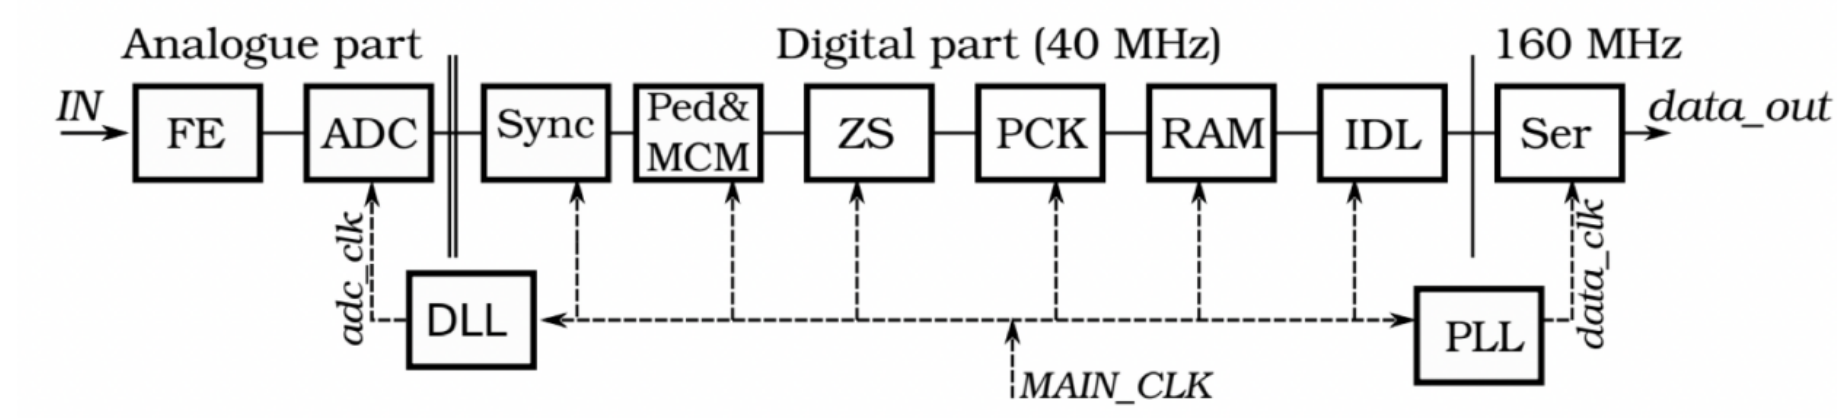 Analogue part
Digital part (40 MHz)
160 MHz
IN
FE
ADC
Sync
Ped&
MCM
ZS
PCK
RAM
IDL
Ser
data_out
adc_clk
DLL
PLL
data_clk
MAIN_CLK